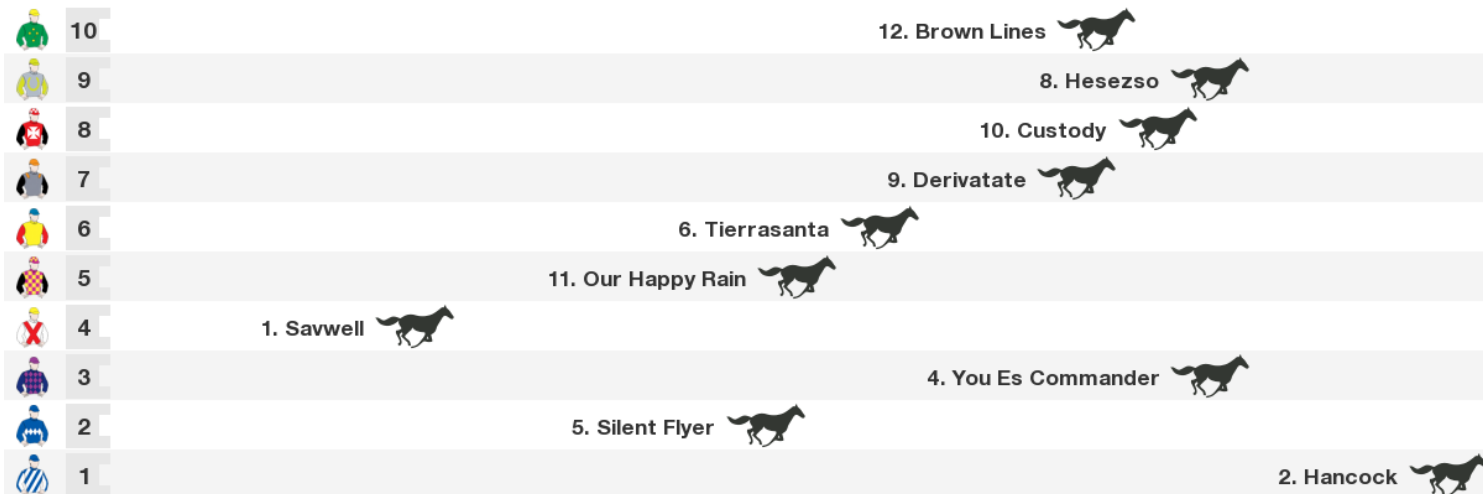 10 12. Brown Lines
9 8. Hesezso
8 10. Custody
7 9. Derivatate
6 6. Tierrasanta
5 11. Our Happy Rain
4 1. Savwell
3 4. You Es Commander
2 5. Silent Flyer
1 2. Hancock